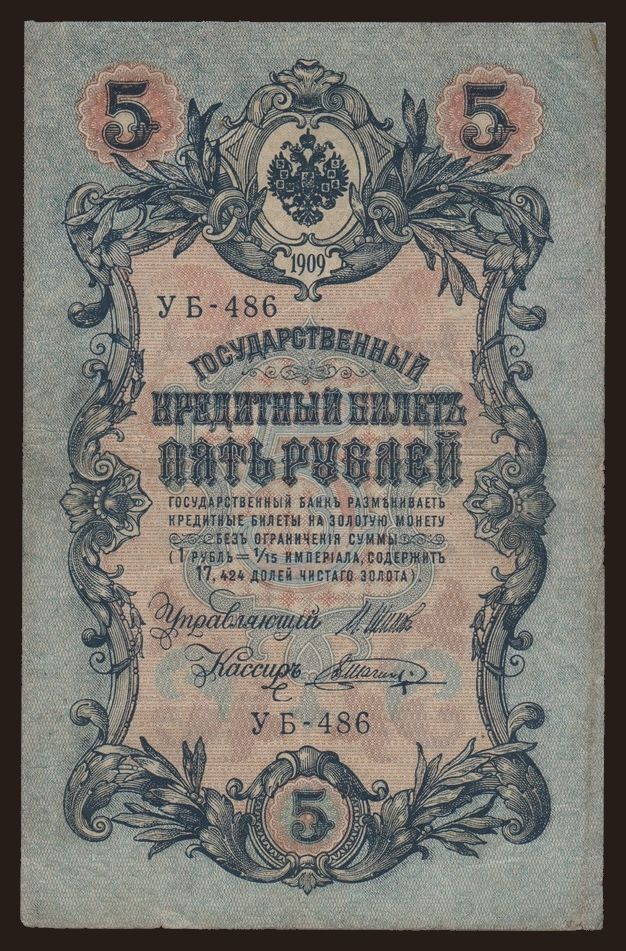 5 5
1909
УБ-486
ГОСУДАРСТВЕННЫЙ
КРЕДИТНЫЙ БИЛЕТЪ
ПЯТЬ РУБЛЕЙ
ГОСУДАРСТВЕННЫЙ БАНКЪ РАЗМѢНИВАЕТЪ
КРЕДИТНЫЕ БИЛЕТЫ НА ЗОЛОТУЮ МОНЕТУ
БЕЗЪ ОГРАНИЧЕНІЯ СУММЫ
(1 РУБЛЬ = 1/15 ИМПЕРІАЛА, СОДЕРЖИТЪ
17,424 ДОЛЕЙ ЧИСТАГО ЗОЛОТА).
Управляющій
Кассиръ
УБ-486
5